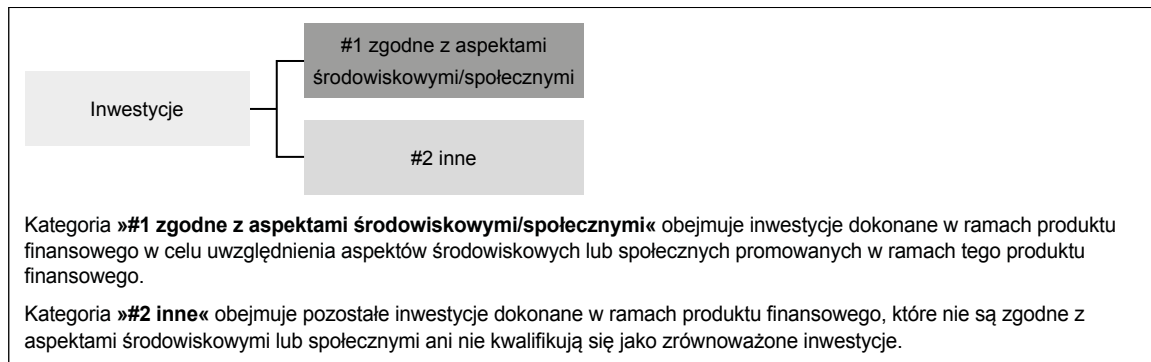 #1 zgodne z aspektami
środowiskowymi/społecznymi
Inwestycje
#2 inne
Kategoria »#1 zgodne z aspektami środowiskowymi/społecznymi« obejmuje inwestycje dokonane w ramach produktu
finansowego w celu uwzględnienia aspektów środowiskowych lub społecznych promowanych w ramach tego produktu
finansowego.
Kategoria »#2 inne« obejmuje pozostałe inwestycje dokonane w ramach produktu finansowego, które nie są zgodne z
aspektami środowiskowymi lub społecznymi ani nie kwalifikują się jako zrównoważone inwestycje.